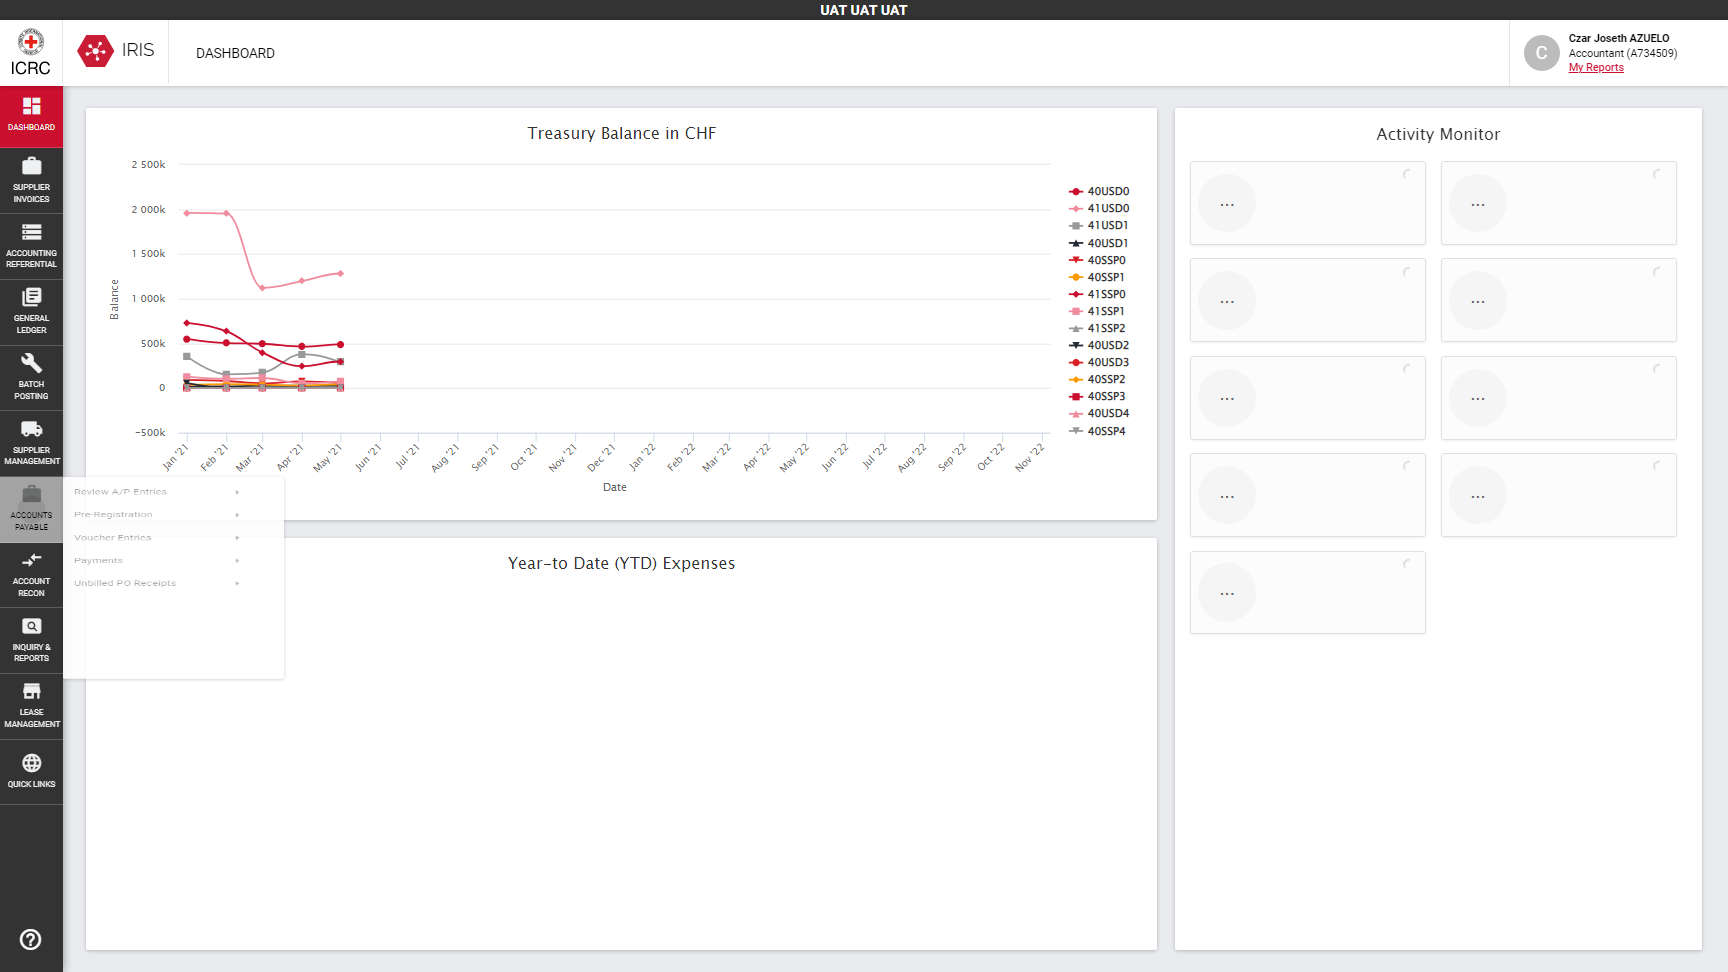 UAT UAT UAT
ICRC
IRIS
DASHBOARD
C
Czar Joseth AZUELO
Accountant (A734509)
My Reports
DASHBOARD
SUPPLIER
INVOICES
ACCOUNTING
REFERENTIAL
GENERAL
LEDGER
BATCH
POSTING
SUPPLIER
MANAGEMENT
ACCOUNTS
PAYABLE
ACCOUNT
RECON
INQUIRY &
REPORTS
LEASE
MANAGEMENT
QUICK LINKS
Review A/P Entries
Pre-Registration
Voucher Entries
Payments
Unbilled PO Receipts
Treasury Balance in CHF
2 500k
2 000k
1 500k
1 000k
500k
0
-500k
Balance
Jan '21
Feb '21
Mar '21
Apr '21
May '21
Jun '21
Jul '21
Aug '21
Sep '21
Oct '21
Nov '21
Dec '21
Jan '22
Feb '22
Mar '22
Apr '22
May '22
Jun '22
Jul '22
Aug '22
Sep '22
Oct '22
Nov '22
Date
40USD0
41USD0
41USD1
40USD1
40SSP0
40SSP1
41SSP0
41SSP1
41SSP2
40USD2
40USD3
40SSP2
40SSP3
40USD4
40SSP4
Year-to Date (YTD) Expenses
Activity Monitor
...
...
...
...
...
...
...
...
...